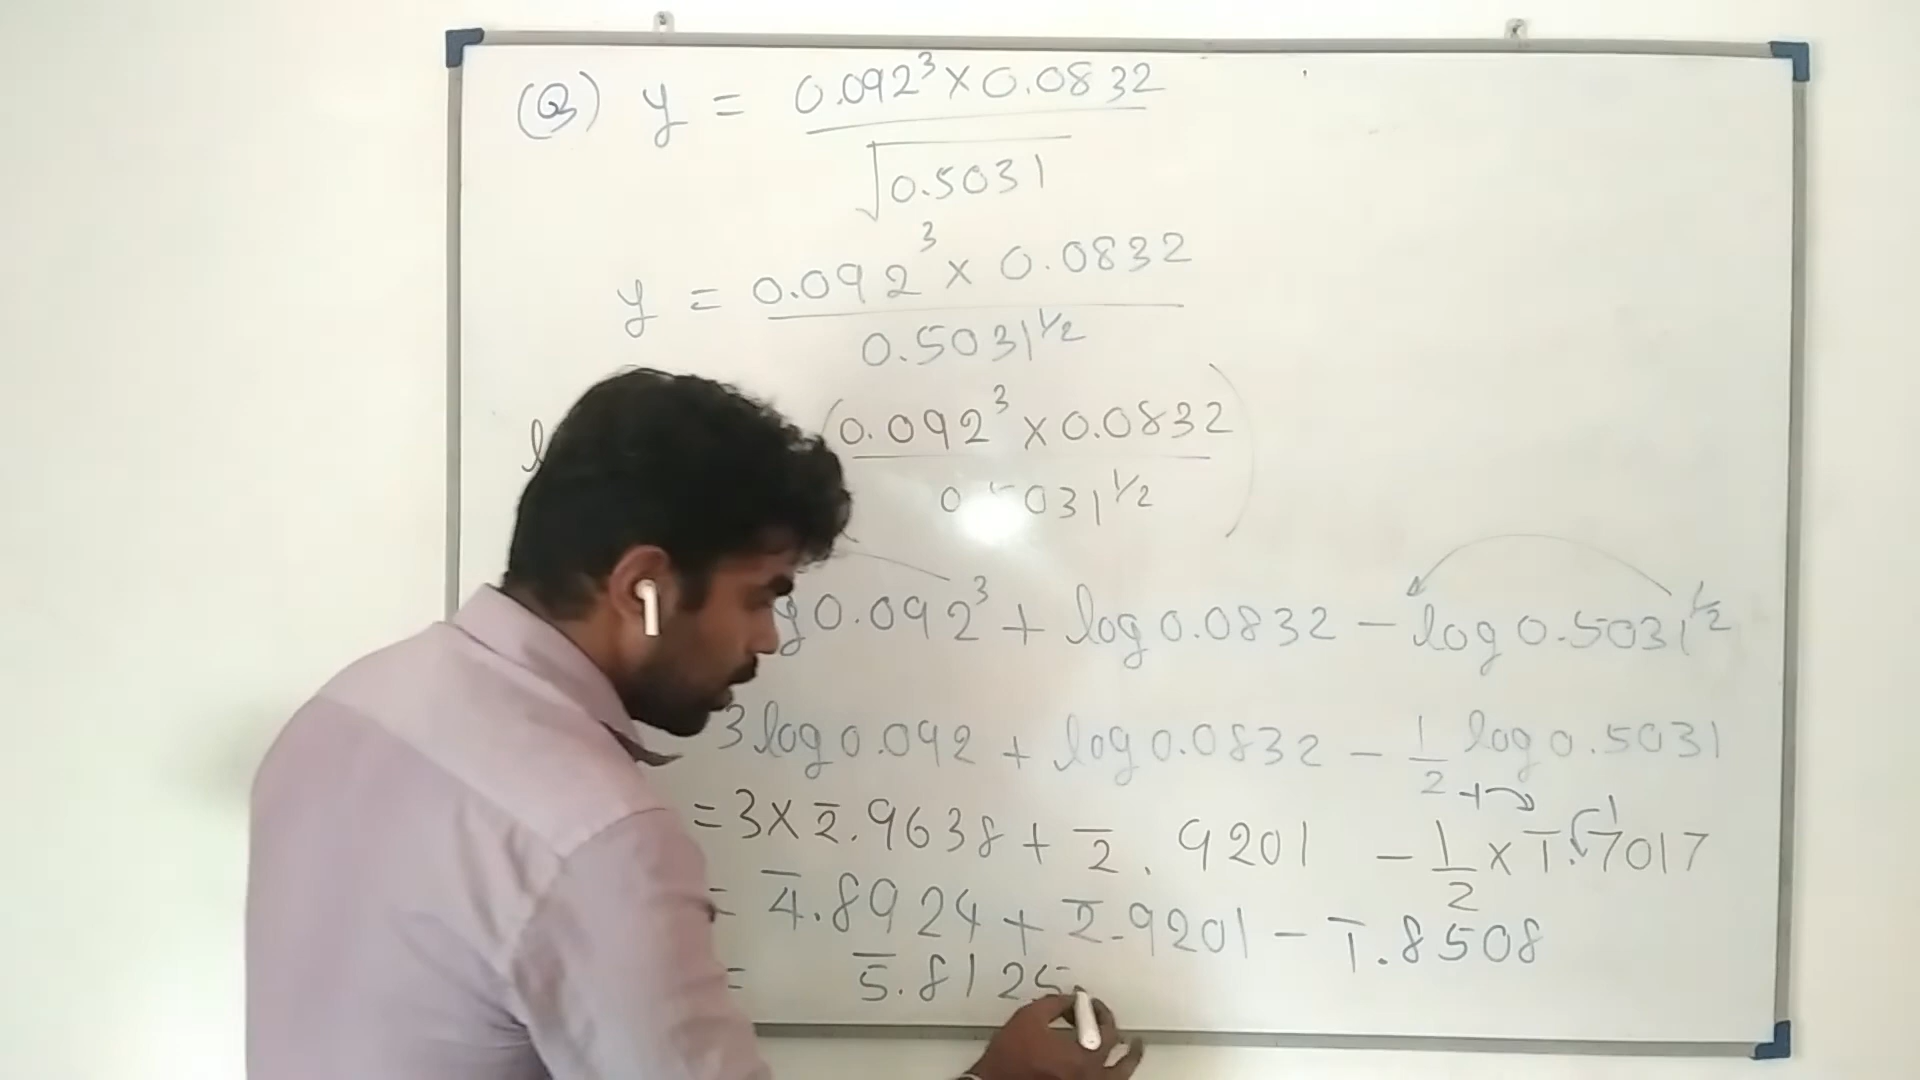 (Q) y = 0.092³ × 0.0832
√0.5031
y = 0.092³ × 0.0832
0.5031^1/2
(0.092³ × 0.0832)
0.5031^1/2
0.092³ + log 0.0832 − log 0.5031^1/2
3 log 0.092 + log 0.0832 − 1/2 log 0.5031
= 3 × 2̅.9638 + 2̅.9201 − 1/2 × 1̅.7017
= 4̅.8924 + 2̅.9201 − 1̅.8508
= 5̅.8125